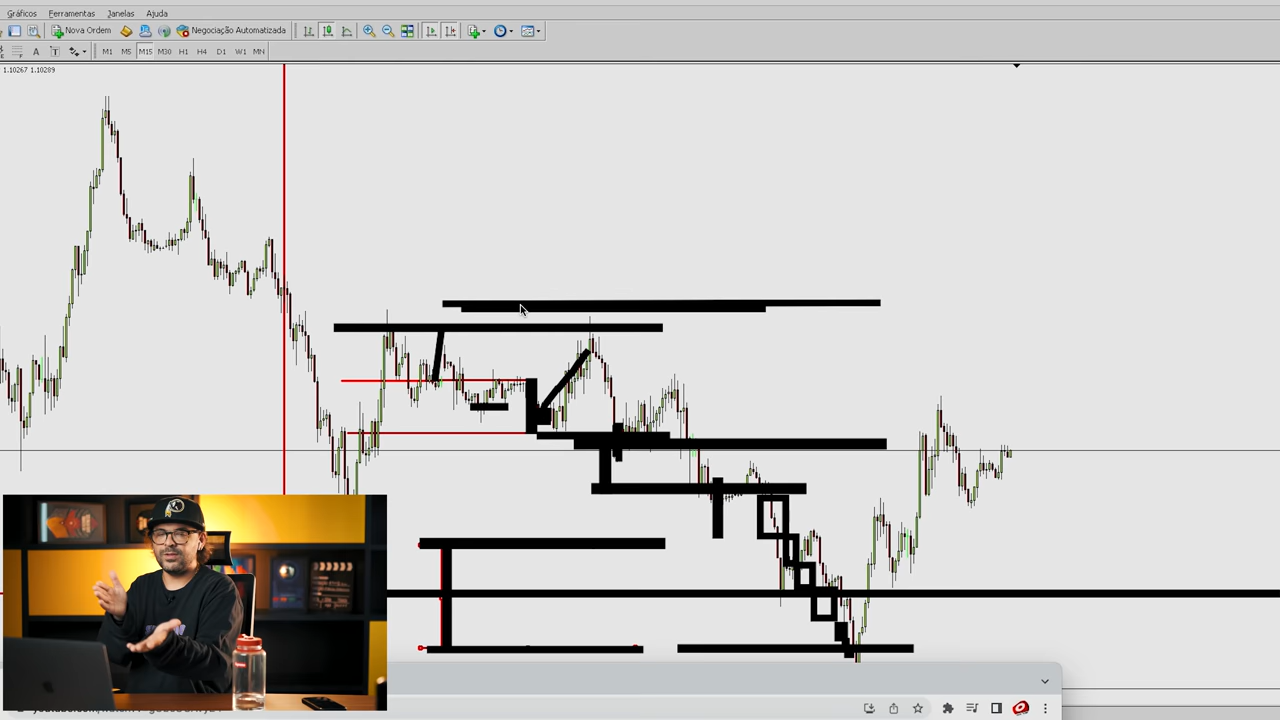 Gráficos Ferramentas Janelas Ajuda
Nova Ordem Negociação Automatizada
A T M1 M5 M15 M30 H1 H4 D1 W1 MN
1.10267 1.10289